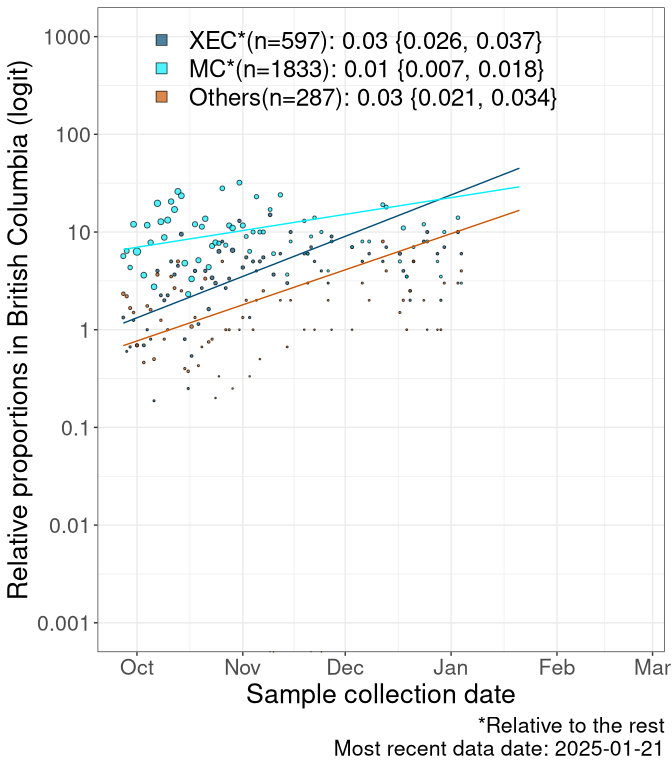 XEC*(n=597): 0.03 {0.026, 0.037}
MC*(n=1833): 0.01 {0.007, 0.018}
Others(n=287): 0.03 {0.021, 0.034}
Relative proportions in British Columbia (logit)
1000
100
10
1
0.1
0.01
0.001
Oct Nov Dec Jan Feb Mar
Sample collection date
*Relative to the rest
Most recent data date: 2025-01-21